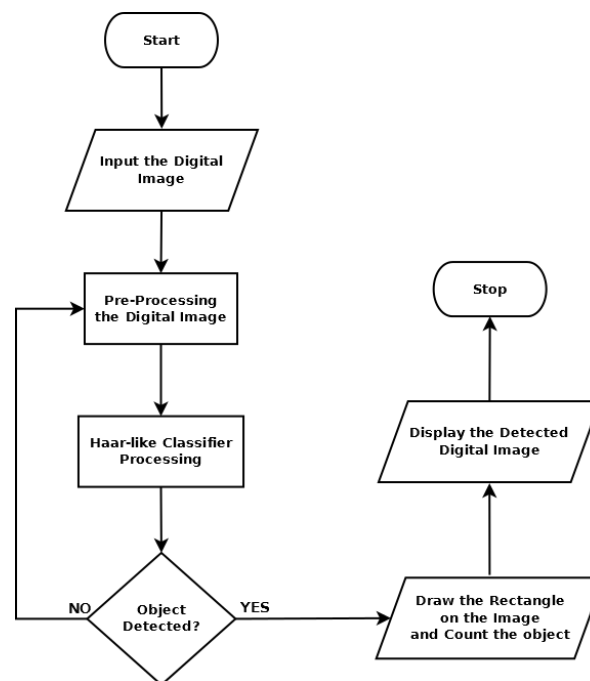 Start
Input the Digital
Image
Pre-Processing
the Digital Image
Haar-like Classifier
Processing
Object
Detected?
NO
YES
Draw the Rectangle
on the Image
and Count the object
Display the Detected
Digital Image
Stop